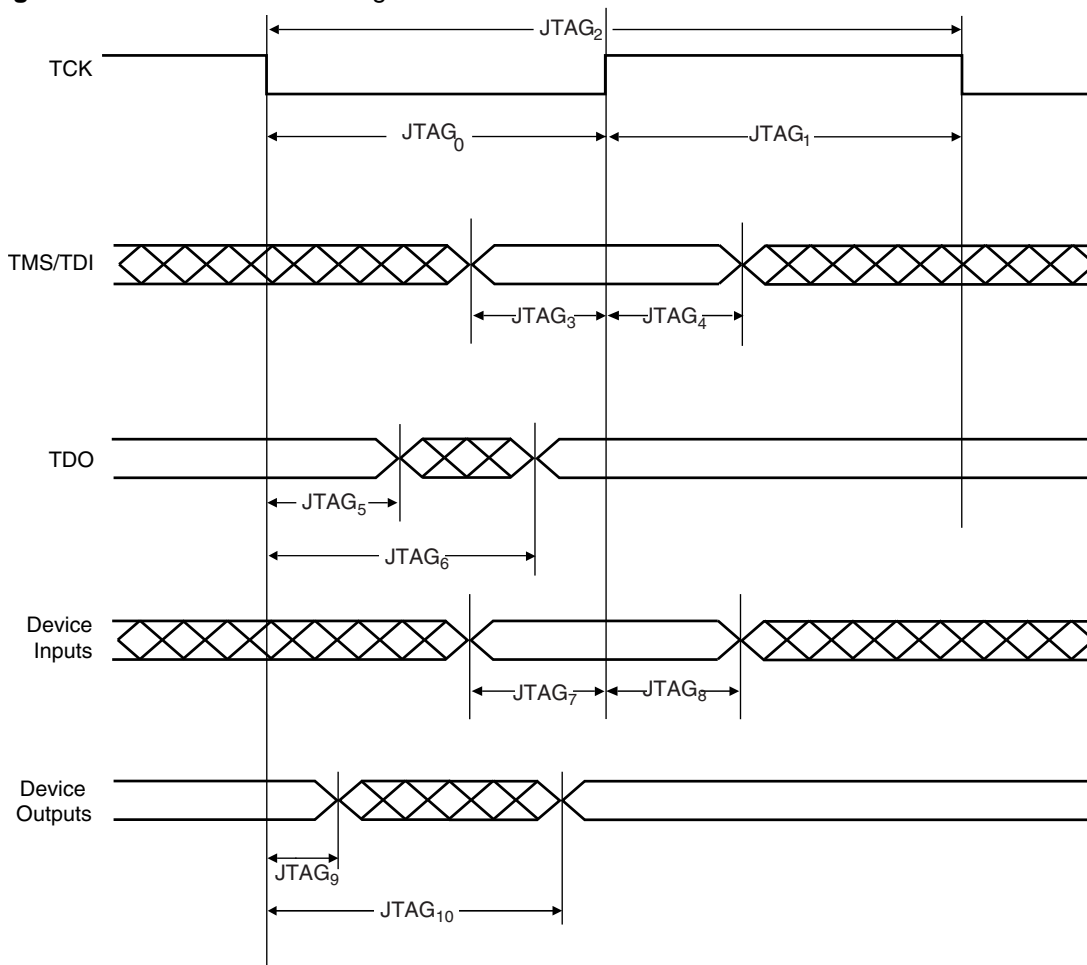 JTAG₂
TCK
JTAG₀
JTAG₁
TMS/TDI
JTAG₃
JTAG₄
TDO
JTAG₅
JTAG₆
Device
Inputs
JTAG₇
JTAG₈
Device
Outputs
JTAG₉
JTAG₁₀